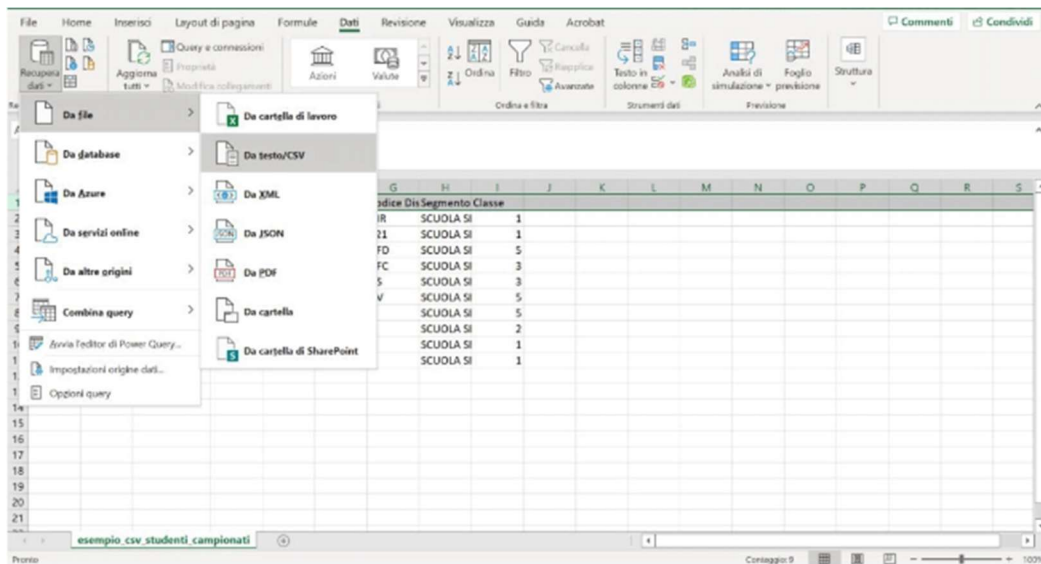 File Home Inserisci Layout di pagina Formule Dati Revisione Visualizza Guida Acrobat Commenti Condividi
Recupera dati
Aggiorna tutti
Query e connessioni
Proprietà
Modifica collegamenti
Azioni
Valute
Ordina
Filtro
Cancella
Riapplica
Avanzate
Testo in colonne
Analisi di simulazione
Foglio previsione
Struttura
Ordina e filtra
Strumenti dati
Previsione
Da file
Da database
Da Azure
Da servizi online
Da altre origini
Combina query
Avvia l'editor di Power Query...
Impostazioni origine dati...
Opzioni query
Da cartella di lavoro
Da testo/CSV
Da XML
Da JSON
Da PDF
Da cartella
Da cartella di SharePoint
G H I J K L M N O P Q R S
odice Dis Segmento Classe
IR SCUOLA SI 1
21 SCUOLA SI 1
FD SCUOLA SI 5
FC SCUOLA SI 3
S SCUOLA SI 3
V SCUOLA SI 5
SCUOLA SI 5
SCUOLA SI 2
SCUOLA SI 1
SCUOLA SI 1
14
15
16
17
18
19
20
21
esempio_csv_studenti_campionati
Pronto
Conteggio: 9
100%